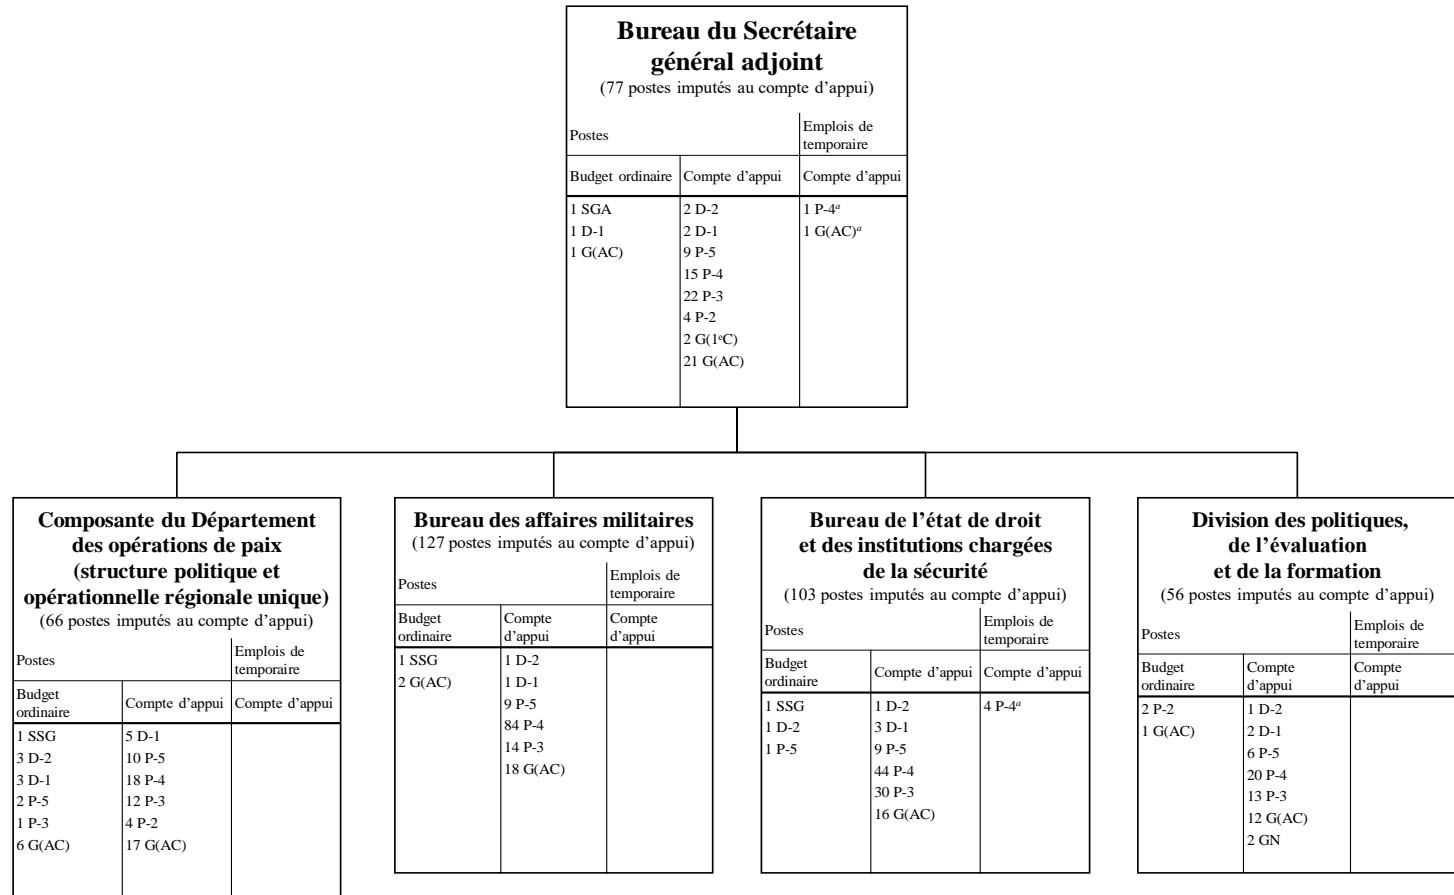 Bureau du Secrétaire
général adjoint
(77 postes imputés au compte d’appui)
Postes
Emplois de
temporaire
Budget ordinaire
Compte d’appui
Compte d’appui
1 SGA
1 D-1
1 G(AC)
2 D-2
2 D-1
9 P-5
15 P-4
22 P-3
4 P-2
2 G(1ᵉC)
21 G(AC)
1 P-4ᵃ
1 G(AC)ᵃ
Composante du Département
des opérations de paix
(structure politique et
opérationnelle régionale unique)
(66 postes imputés au compte d’appui)
Postes
Emplois de
temporaire
Budget
ordinaire
Compte d’appui
Compte d’appui
1 SSG
3 D-2
3 D-1
2 P-5
1 P-3
6 G(AC)
5 D-1
10 P-5
18 P-4
12 P-3
4 P-2
17 G(AC)
Bureau des affaires militaires
(127 postes imputés au compte d’appui)
Postes
Emplois de
temporaire
Budget
ordinaire
Compte
d’appui
Compte
d’appui
1 SSG
2 G(AC)
1 D-2
1 D-1
9 P-5
84 P-4
14 P-3
18 G(AC)
Bureau de l’état de droit
et des institutions chargées
de la sécurité
(103 postes imputés au compte d’appui)
Postes
Emplois de
temporaire
Budget
ordinaire
Compte d’appui
Compte d’appui
1 SSG
1 D-2
1 P-5
1 D-2
3 D-1
9 P-5
44 P-4
30 P-3
16 G(AC)
4 P-4ᵃ
Division des politiques,
de l’évaluation
et de la formation
(56 postes imputés au compte d’appui)
Postes
Emplois de
temporaire
Budget
ordinaire
Compte
d’appui
Compte
d’appui
2 P-2
1 G(AC)
1 D-2
2 D-1
6 P-5
20 P-4
13 P-3
12 G(AC)
2 GN